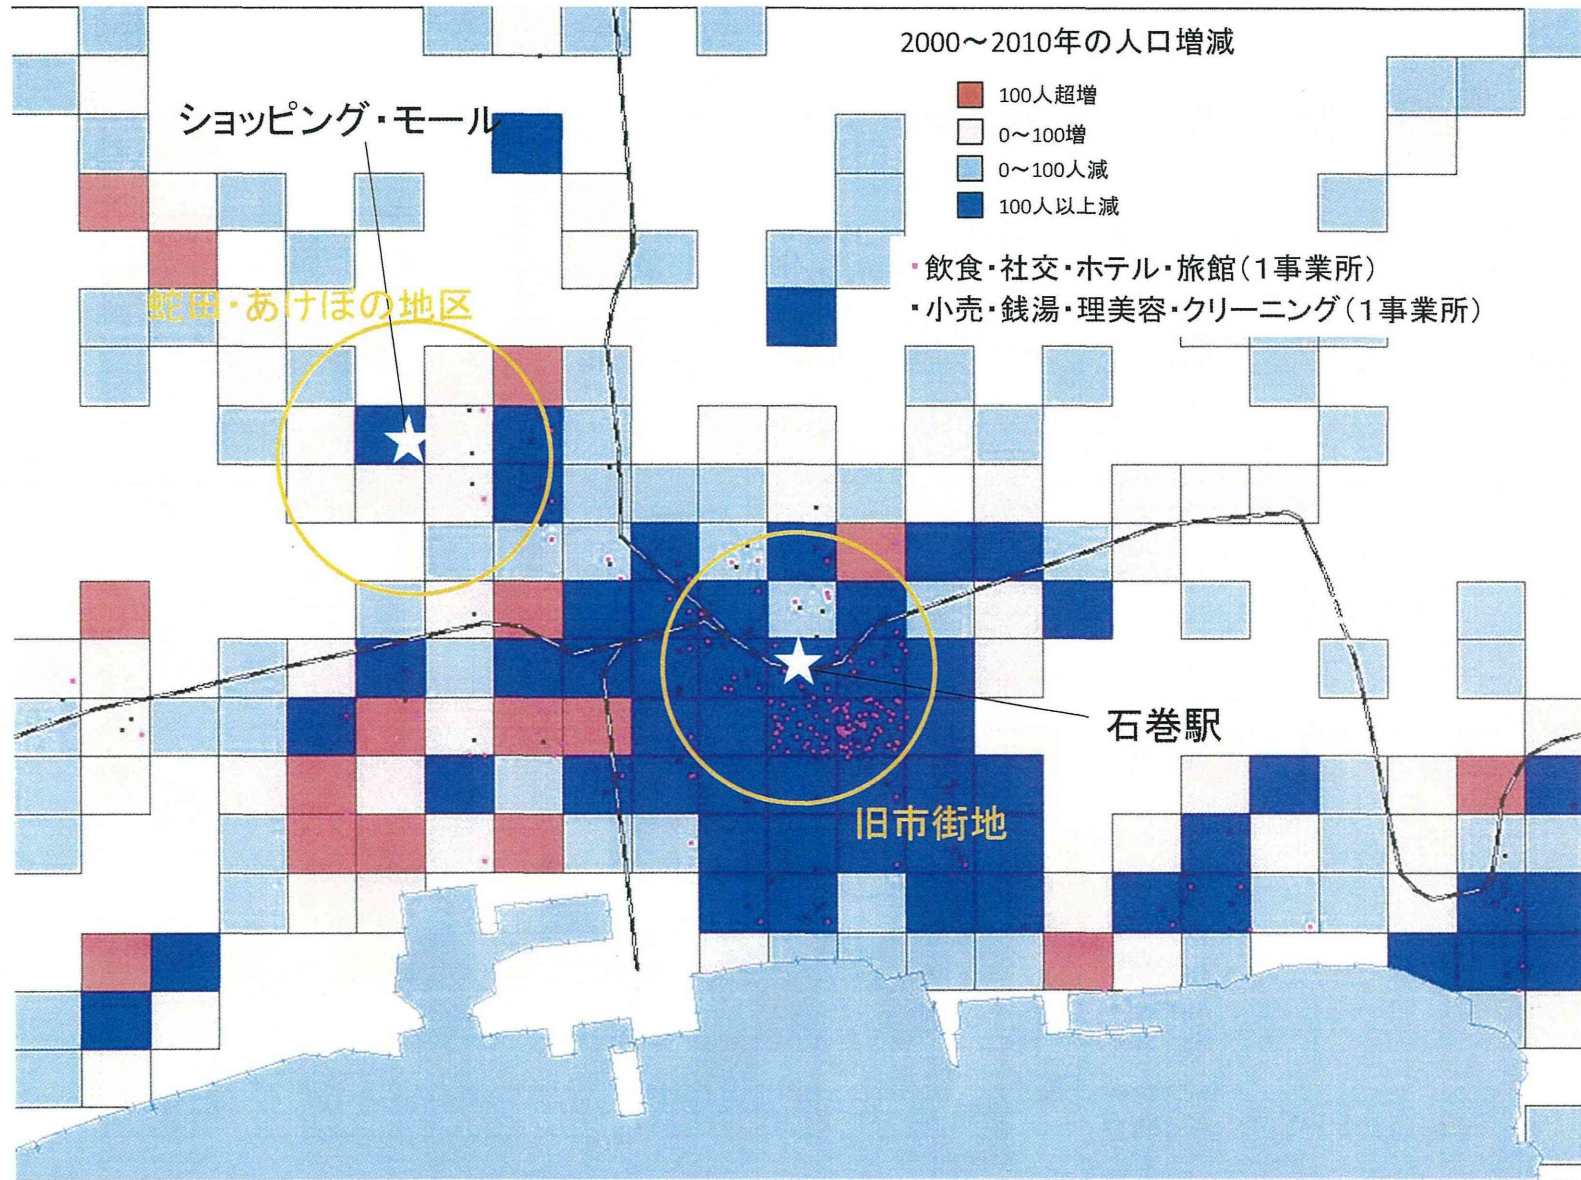 2000～2010年の人口増減
100人超増
0～100増
0～100人減
100人以上減
・飲食・社交・ホテル・旅館(1事業所)
・小売・銭湯・理美容・クリーニング(1事業所)
ショッピング・モール
蛇田・あけぼの地区
石巻駅
旧市街地